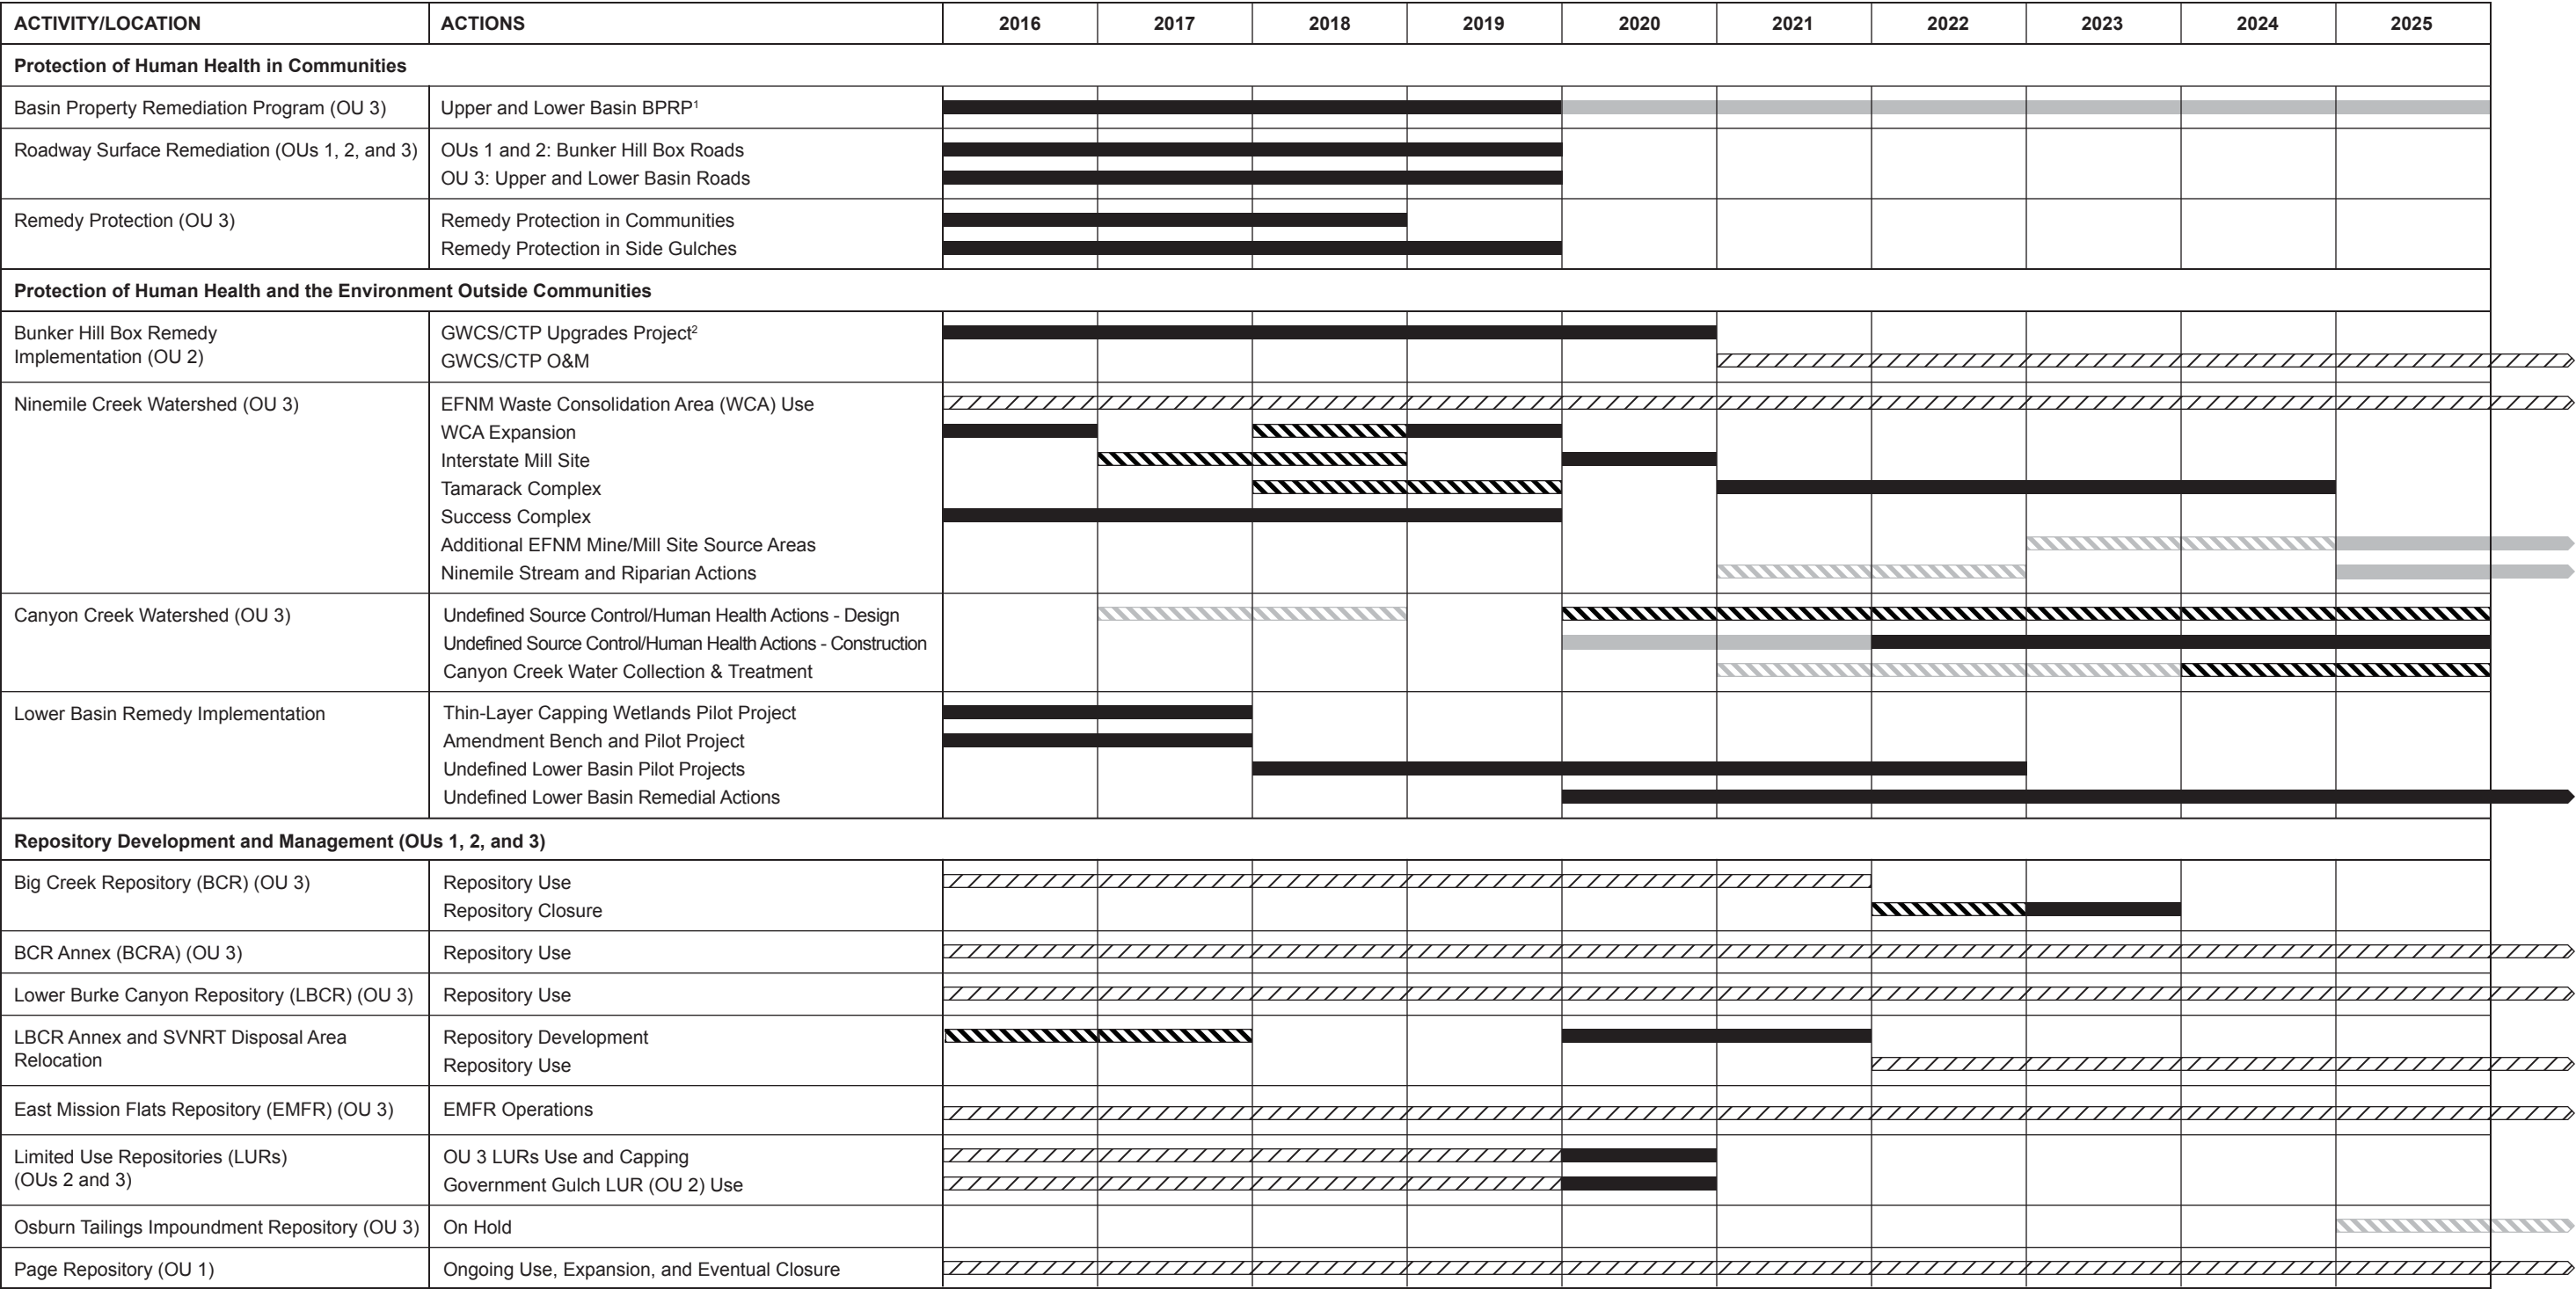 ACTIVITY/LOCATION ACTIONS 2016 2017 2018 2019 2020 2021 2022 2023 2024 2025
Protection of Human Health in Communities
Basin Property Remediation Program (OU 3) Upper and Lower Basin BPRP¹
Roadway Surface Remediation (OUs 1, 2, and 3) OUs 1 and 2: Bunker Hill Box Roads
OU 3: Upper and Lower Basin Roads
Remedy Protection (OU 3) Remedy Protection in Communities
Remedy Protection in Side Gulches
Protection of Human Health and the Environment Outside Communities
Bunker Hill Box Remedy GWCS/CTP Upgrades Project²
Implementation (OU 2) GWCS/CTP O&M
Ninemile Creek Watershed (OU 3) EFNM Waste Consolidation Area (WCA) Use
WCA Expansion
Interstate Mill Site
Tamarack Complex
Success Complex
Additional EFNM Mine/Mill Site Source Areas
Ninemile Stream and Riparian Actions
Canyon Creek Watershed (OU 3) Undefined Source Control/Human Health Actions - Design
Undefined Source Control/Human Health Actions - Construction
Canyon Creek Water Collection & Treatment
Lower Basin Remedy Implementation Thin-Layer Capping Wetlands Pilot Project
Amendment Bench and Pilot Project
Undefined Lower Basin Pilot Projects
Undefined Lower Basin Remedial Actions
Repository Development and Management (OUs 1, 2, and 3)
Big Creek Repository (BCR) (OU 3) Repository Use
Repository Closure
BCR Annex (BCRA) (OU 3) Repository Use
Lower Burke Canyon Repository (LBCR) (OU 3) Repository Use
LBCR Annex and SVNRT Disposal Area Repository Development
Relocation Repository Use
East Mission Flats Repository (EMFR) (OU 3) EMFR Operations
Limited Use Repositories (LURs) OU 3 LURs Use and Capping
(OUs 2 and 3) Government Gulch LUR (OU 2) Use
Osburn Tailings Impoundment Repository (OU 3) On Hold
Page Repository (OU 1) Ongoing Use, Expansion, and Eventual Closure